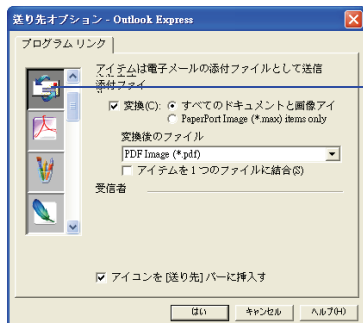 送り先オプション - Outlook Express
プログラム リンク
アイテムは電子メールの添付ファイルとして送信
添付ファイ
変換(C): すべてのドキュメントと画像アイ
PaperPort Image (*.max) items only
変換後のファイル
PDF Image (*.pdf)
アイテムを1つのファイルに結合(S)
受信者
アイコンを [送り先] バーに挿入す
はい キャンセル ヘルプ(H)